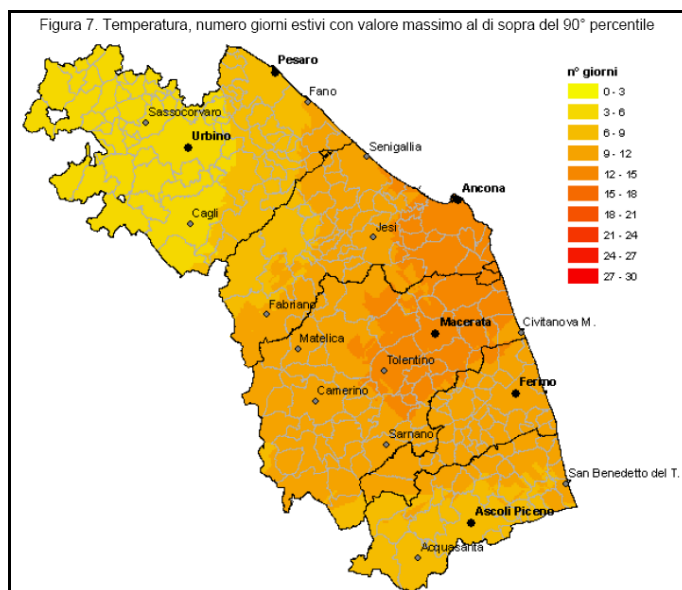 Figura 7. Temperatura, numero giorni estivi con valore massimo al di sopra del 90° percentile
Pesaro
n° giorni
Fano
0 - 3
3 - 6
Sassocorvaro
6 - 9
Urbino
9 - 12
Senigallia
12 - 15
15 - 18
Ancona
18 - 21
21 - 24
Cagli
24 - 27
Jesi
27 - 30
Fabriano
Civitanova M.
Macerata
Matelica
Tolentino
Fermo
Camerino
Sarnano
San Benedetto del T.
Ascoli Piceno
Acquasanta